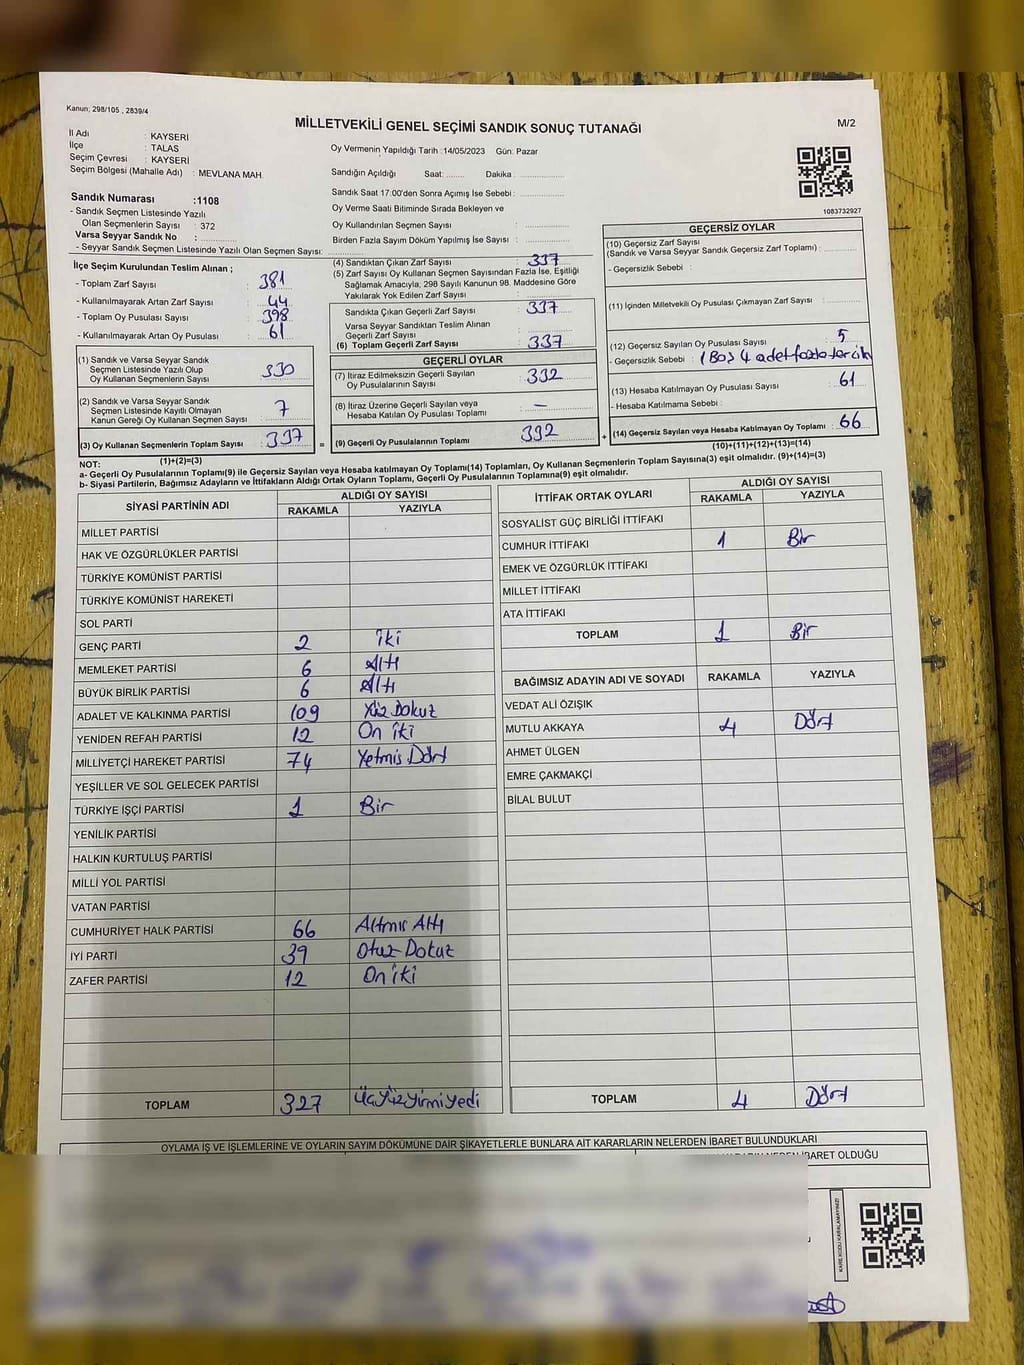 Kanun; 298/105 , 2839/4
MİLLETVEKİLİ GENEL SEÇİMİ SANDIK SONUÇ TUTANAĞI
M/2
İl Adı : KAYSERİ
İlçe : TALAS
Seçim Çevresi : KAYSERİ
Seçim Bölgesi (Mahalle Adı) : MEVLANA MAH.
Sandık Numarası :1108
- Sandık Seçmen Listesinde Yazılı
Olan Seçmenlerin Sayısı : 372
Varsa Seyyar Sandık No :
- Seyyar Sandık Seçmen Listesinde Yazılı Olan Seçmen Sayısı:
Oy Vermenin Yapıldığı Tarih :14/05/2023 Gün: Pazar
Sandığın Açıldığı Saat: Dakika :
Sandık Saat 17:00'den Sonra Açımış İse Sebebi :
Oy Verme Saati Bitiminde Sırada Bekleyen ve
Oy Kullandırılan Seçmen Sayısı :
Birden Fazla Sayım Döküm Yapılmış İse Sayısı :
1083732927
İlçe Seçim Kurulundan Teslim Alınan ;
- Toplam Zarf Sayısı : 381
- Kullanılmayarak Artan Zarf Sayısı : 44
- Toplam Oy Pusulası Sayısı : 398
- Kullanılmayarak Artan Oy Pusulası : 61
(1) Sandık ve Varsa Seyyar Sandık
Seçmen Listesinde Yazılı Olup
Oy Kullanan Seçmenlerin Sayısı : 330
(2) Sandık ve Varsa Seyyar Sandık
Seçmen Listesinde Kayıtlı Olmayan
Kanun Gereği Oy Kullanan Seçmen Sayısı : 7
(3) Oy Kullanan Seçmenlerin Toplam Sayısı : 337
(1)+(2)=(3)
(4) Sandıktan Çıkan Zarf Sayısı : 337
(5) Zarf Sayısı Oy Kullanan Seçmen Sayısından Fazla İse, Eşitliği
Sağlamak Amacıyla, 298 Sayılı Kanunun 98. Maddesine Göre
Yakılarak Yok Edilen Zarf Sayısı :
Sandıkta Çıkan Geçerli Zarf Sayısı : 337
Varsa Seyyar Sandıktan Teslim Alınan
Geçerli Zarf Sayısı :
(6) Toplam Geçerli Zarf Sayısı : 337
GEÇERLİ OYLAR
(7) İtiraz Edilmeksizin Geçerli Sayılan
Oy Pusulalarının Sayısı : 332
(8) İtiraz Üzerine Geçerli Sayılan veya
Hesaba Katılan Oy Pusulası Toplamı : –
= (9) Geçerli Oy Pusulalarının Toplamı : 332 +
GEÇERSİZ OYLAR
(10) Geçersiz Zarf Sayısı
(Sandık ve Varsa Seyyar Sandık Geçersiz Zarf Toplamı) :
- Geçersizlik Sebebi :
(11) İçinden Milletvekili Oy Pusulası Çıkmayan Zarf Sayısı :
(12) Geçersiz Sayılan Oy Pusulası Sayısı : 5
- Geçersizlik Sebebi : 1 Boş 4 adet fazla tercih
(13) Hesaba Katılmayan Oy Pusulası Sayısı : 61
- Hesaba Katılmama Sebebi :
(14) Geçersiz Sayılan veya Hesaba Katılmayan Oy Toplamı : 66
(10)+(11)+(12)+(13)=(14)
NOT:
a- Geçerli Oy Pusulalarının Toplamı(9) ile Geçersiz Sayılan veya Hesaba katılmayan Oy Toplamı(14) Toplamları, Oy Kullanan Seçmenlerin Toplam Sayısına(3) eşit olmalıdır. (9)+(14)=(3)
b- Siyasi Partilerin, Bağımsız Adayların ve İttifakların Aldığı Ortak Oyların Toplamı, Geçerli Oy Pusulalarının Toplamına(9) eşit olmalıdır.
SİYASİ PARTİNİN ADI ALDIĞI OY SAYISI
RAKAMLA YAZIYLA
MİLLET PARTİSİ
HAK VE ÖZGÜRLÜKLER PARTİSİ
TÜRKİYE KOMÜNİST PARTİSİ
TÜRKİYE KOMÜNİST HAREKETİ
SOL PARTİ
GENÇ PARTİ 2 iki
MEMLEKET PARTİSİ 6 Altı
BÜYÜK BİRLİK PARTİSİ 6 Altı
ADALET VE KALKINMA PARTİSİ 109 Yüz Dokuz
YENİDEN REFAH PARTİSİ 12 On iki
MİLLİYETÇİ HAREKET PARTİSİ 74 Yetmiş Dört
YEŞİLLER VE SOL GELECEK PARTİSİ
TÜRKİYE İŞÇİ PARTİSİ 1 Bir
YENİLİK PARTİSİ
HALKIN KURTULUŞ PARTİSİ
MİLLİ YOL PARTİSİ
VATAN PARTİSİ
CUMHURİYET HALK PARTİSİ 66 Altmış Altı
İYİ PARTİ 39 Otuz Dokuz
ZAFER PARTİSİ 12 On iki
TOPLAM 327 Üçyüzyirmiyedi
İTTİFAK ORTAK OYLARI ALDIĞI OY SAYISI
RAKAMLA YAZIYLA
SOSYALİST GÜÇ BİRLİĞİ İTTİFAKI
CUMHUR İTTİFAKI 1 Bir
EMEK VE ÖZGÜRLÜK İTTİFAKI
MİLLET İTTİFAKI
ATA İTTİFAKI
TOPLAM 1 Bir
BAĞIMSIZ ADAYIN ADI VE SOYADI RAKAMLA YAZIYLA
VEDAT ALİ ÖZIŞIK
MUTLU AKKAYA 4 Dört
AHMET ÜLGEN
EMRE ÇAKMAKÇİ
BİLAL BULUT
TOPLAM 4 Dört
OYLAMA İŞ VE İŞLEMLERİNE VE OYLARIN SAYIM DÖKÜMÜNE DAİR ŞİKAYETLERLE BUNLARA AİT KARARLARIN NELERDEN İBARET BULUNDUKLARI
İBARET OLDUĞU
KARE KODU KARALAMAYINIZ!